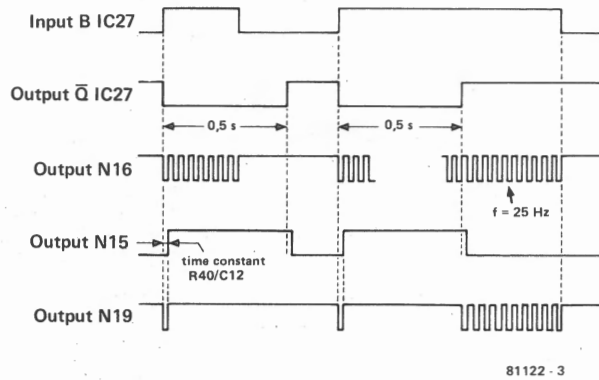 Input B IC27
Output Q̅ IC27
0,5 s
0,5 s
Output N16
f = 25 Hz
Output N15
time constant
R40/C12
Output N19
81122 - 3